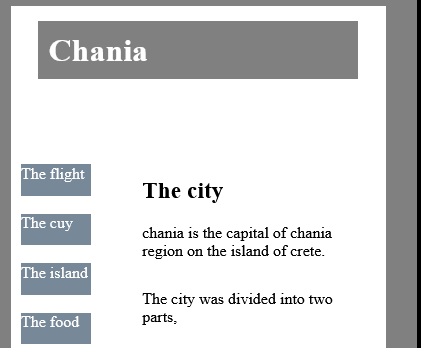 Chania
The flight
The cuy
The island
The food
The city
chania is the capital of chania
region on the island of crete.
The city was divided into two
parts,